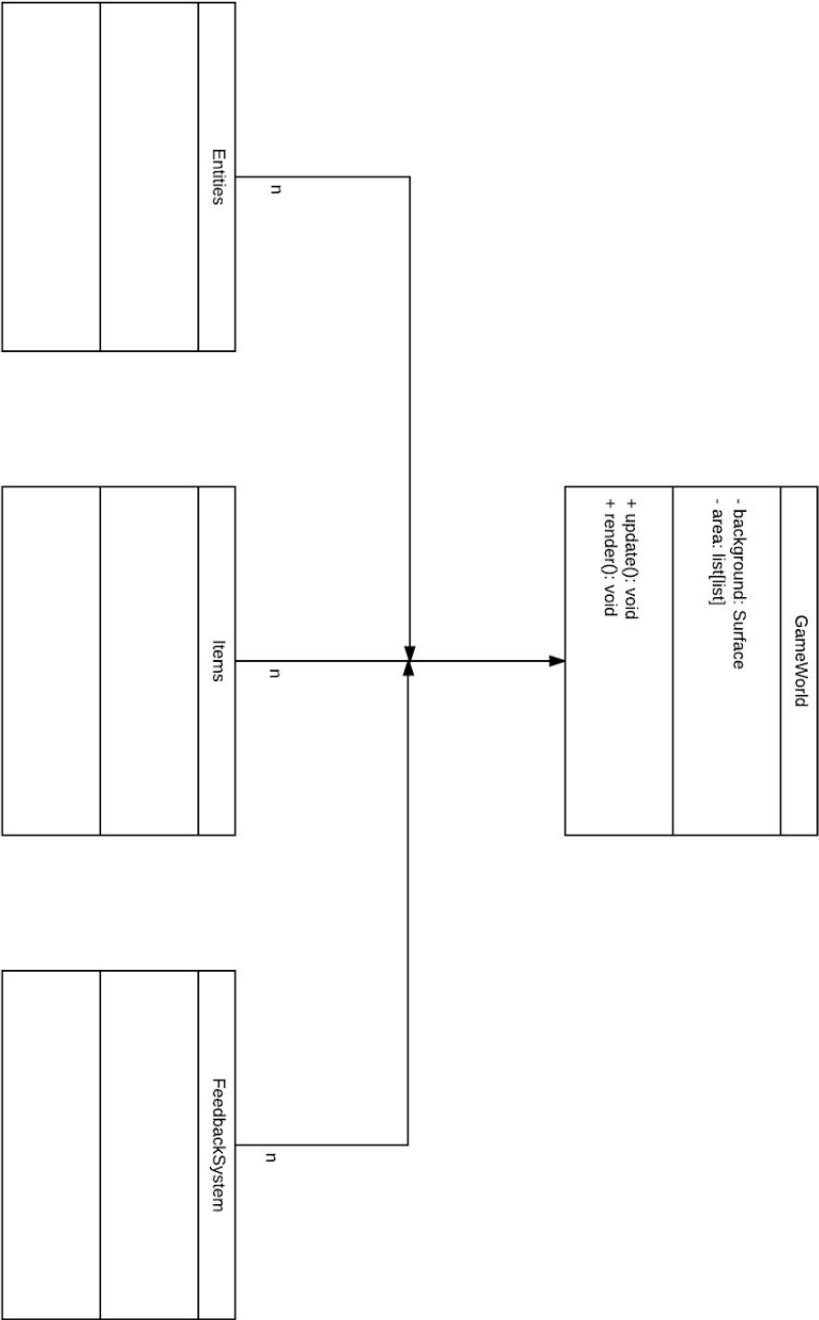 GameWorld
- background: Surface
- area: list[list]
+ update(): void
+ render(): void
n
n
n
Entities
Items
FeedbackSystem